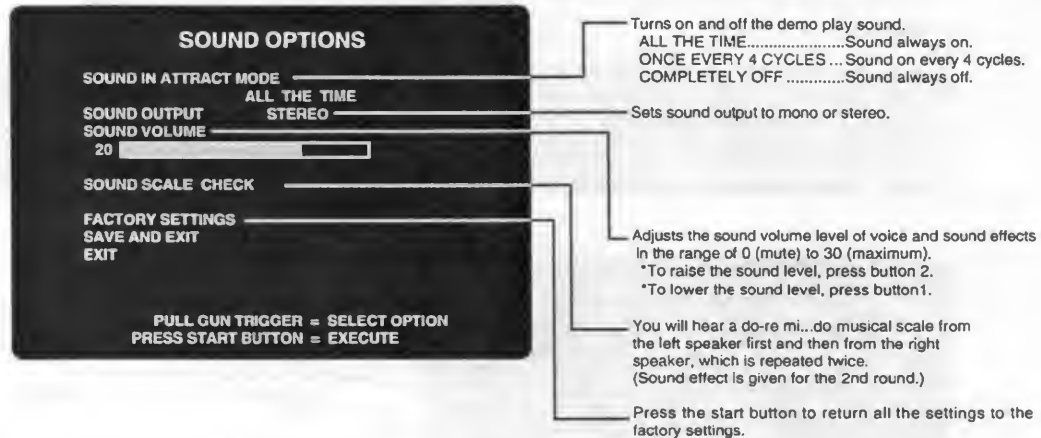 SOUND OPTIONS
SOUND IN ATTRACT MODE
ALL THE TIME
SOUND OUTPUT STEREO
SOUND VOLUME
20
SOUND SCALE CHECK
FACTORY SETTINGS
SAVE AND EXIT
EXIT
PULL GUN TRIGGER = SELECT OPTION
PRESS START BUTTON = EXECUTE
Turns on and off the demo play sound.
ALL THE TIME.......................Sound always on.
ONCE EVERY 4 CYCLES ... Sound on every 4 cycles.
COMPLETELY OFF .............Sound always off.
Sets sound output to mono or stereo.
Adjusts the sound volume level of voice and sound effects
in the range of 0 (mute) to 30 (maximum).
*To raise the sound level, press button 2.
*To lower the sound level, press button1.
You will hear a do-re mi...do musical scale from
the left speaker first and then from the right
speaker, which is repeated twice.
(Sound effect is given for the 2nd round.)
Press the start button to return all the settings to the
factory settings.